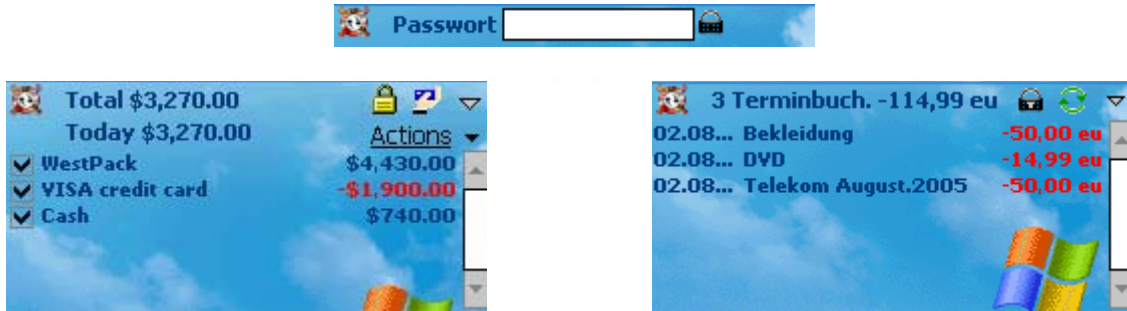 Passwort
Total $3,270.00
Today $3,270.00
Actions
WestPack $4,430.00
VISA credit card -$1,900.00
Cash $740.00
3 Terminbuch. -114,99 eu
02.08... Bekleidung -50,00 eu
02.08... DVD -14,99 eu
02.08... Telekom August.2005 -50,00 eu